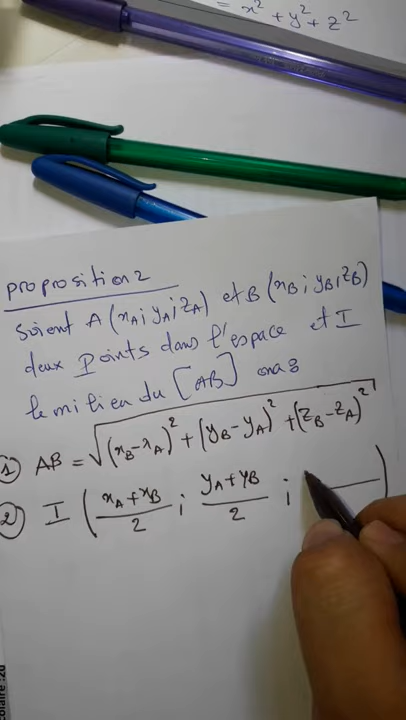 = x² + y² + z²
proposition 2
Soient A (xA ; yA ; zA) et B (xB ; yB ; zB)
deux Points dans l'espace et I
le milieu du [AB] ona :
① AB = √((xB - xA)² + (yB - yA)² + (zB - zA)²)
② I ( (xA + xB)/2 ; (yA + yB)/2 ; )